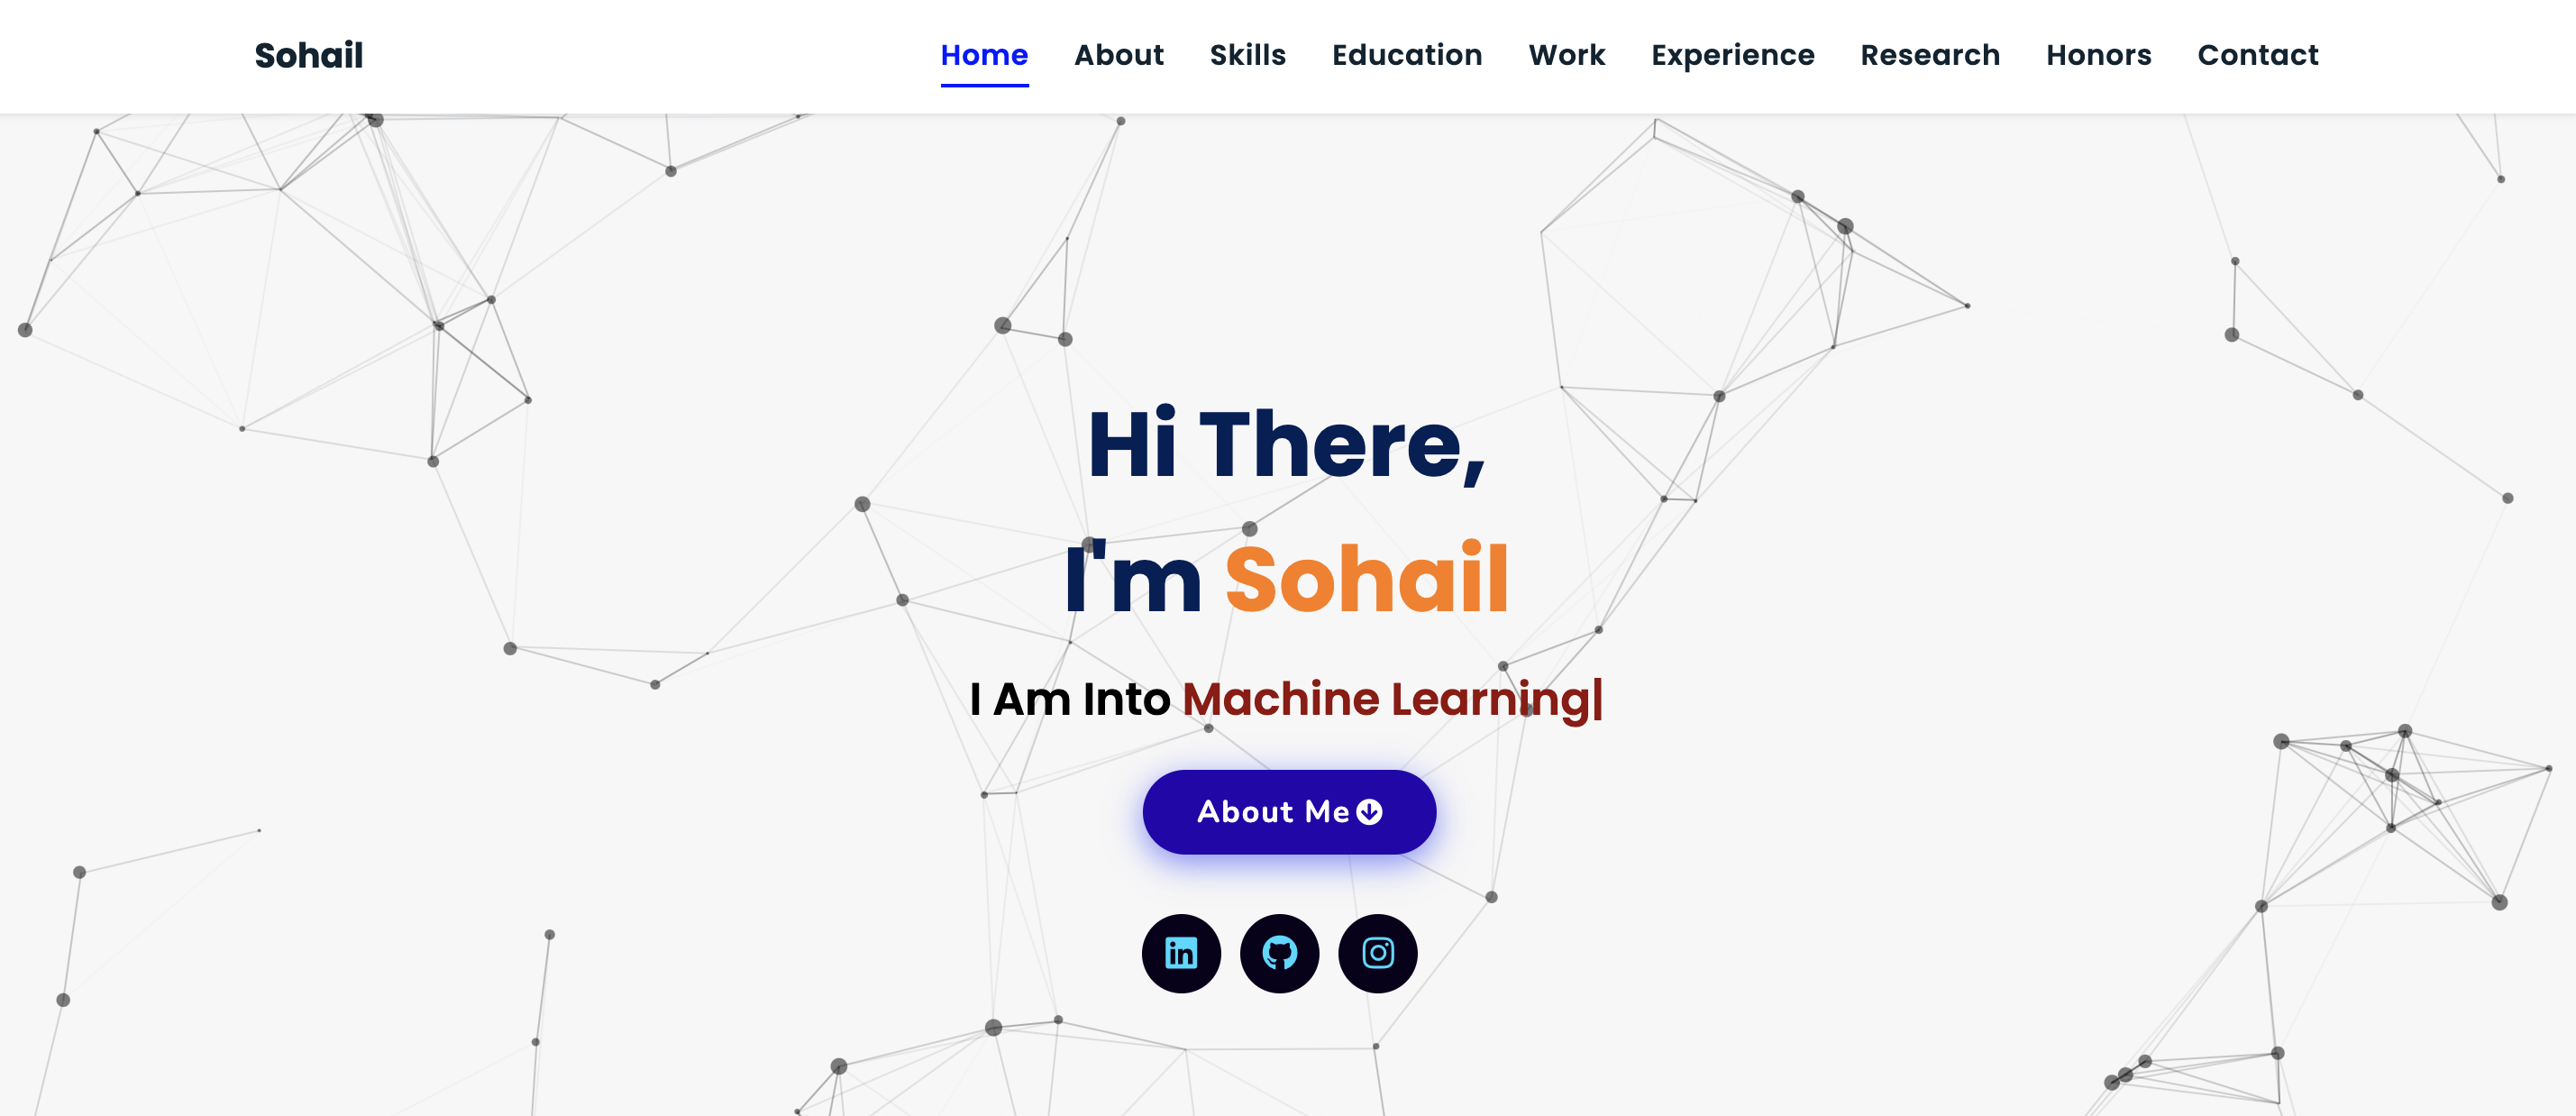 Sohail Home About Skills Education Work Experience Research Honors Contact
Hi There,
I'm Sohail
I Am Into Machine Learning|
About Me